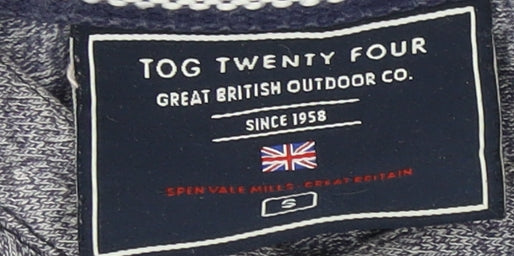 TOG TWENTY FOUR
GREAT BRITISH OUTDOOR CO.
SINCE 1958
SPEN VALE MILLS - GREAT BRITAIN
S